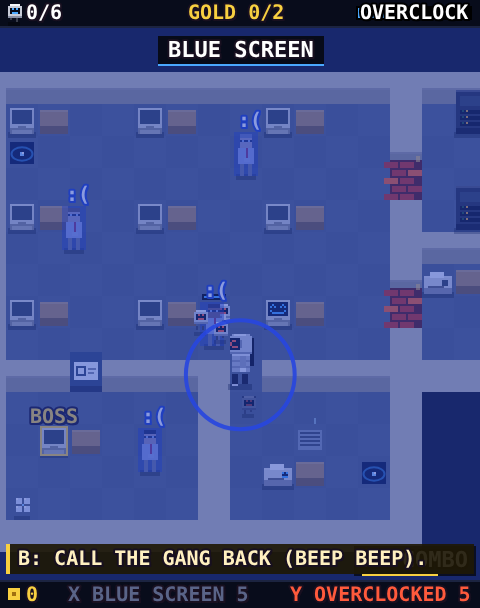 0/6 GOLD 0/2 OVERCLOCK
BLUE SCREEN
:(
:(
:(
BOSS :(
B: CALL THE GANG BACK (BEEP BEEP).
0 X BLUE SCREEN 5 Y OVERCLOCKED 5